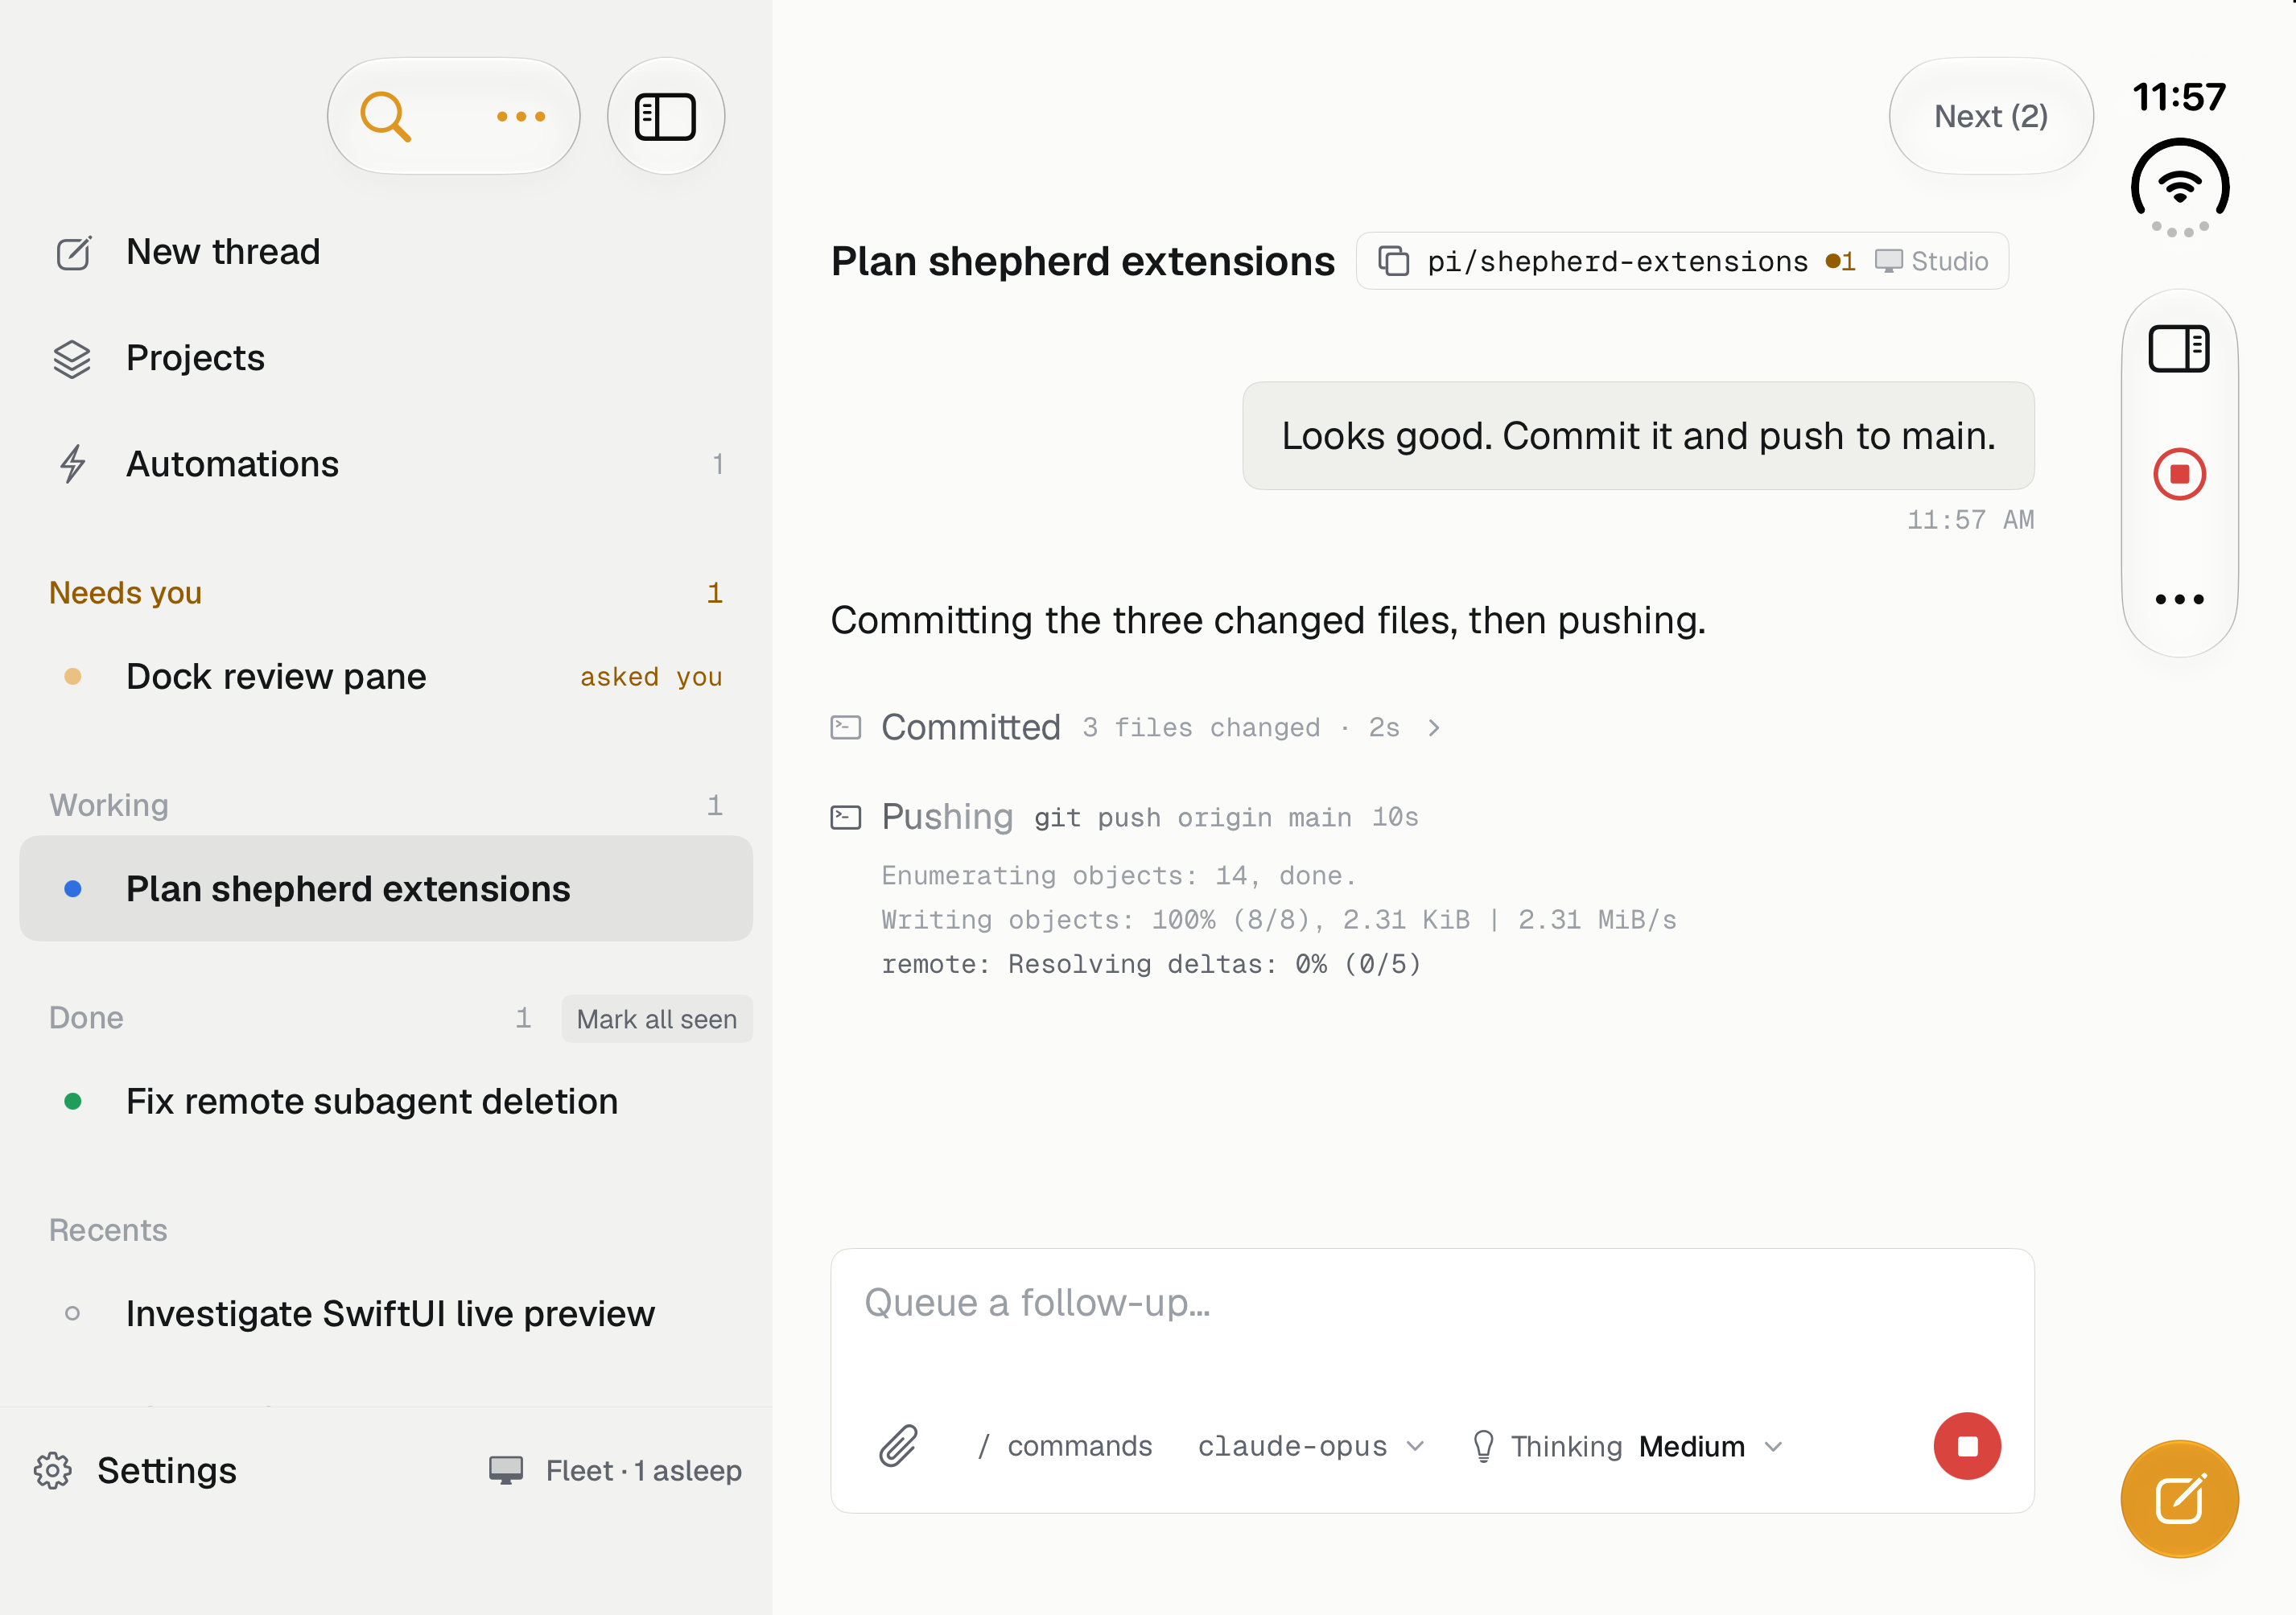 New thread
Projects
Automations 1
Needs you 1
Dock review pane asked you
Working 1
Plan shepherd extensions
Done 1 Mark all seen
Fix remote subagent deletion
Recents
Investigate SwiftUI live preview
Settings Fleet · 1 asleep
Next (2)
11:57
Plan shepherd extensions pi/shepherd-extensions 1 Studio
Looks good. Commit it and push to main.
11:57 AM
Committing the three changed files, then pushing.
Committed 3 files changed · 2s
Pushing git push origin main 10s
Enumerating objects: 14, done.
Writing objects: 100% (8/8), 2.31 KiB | 2.31 MiB/s
remote: Resolving deltas: 0% (0/5)
Queue a follow-up…
/ commands claude-opus Thinking Medium